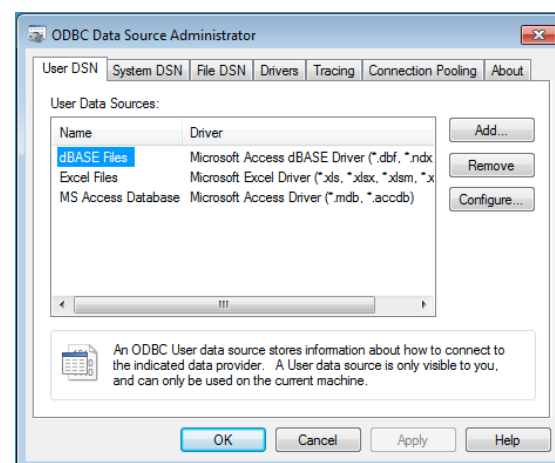 ODBC Data Source Administrator
User DSN System DSN File DSN Drivers Tracing Connection Pooling About
User Data Sources:
Name Driver
dBASE Files Microsoft Access dBASE Driver (*.dbf, *.ndx
Excel Files Microsoft Excel Driver (*.xls, *.xlsx, *.xlsm, *.x
MS Access Database Microsoft Access Driver (*.mdb, *.accdb)
Add...
Remove
Configure...
An ODBC User data source stores information about how to connect to
the indicated data provider. A User data source is only visible to you,
and can only be used on the current machine.
OK Cancel Apply Help